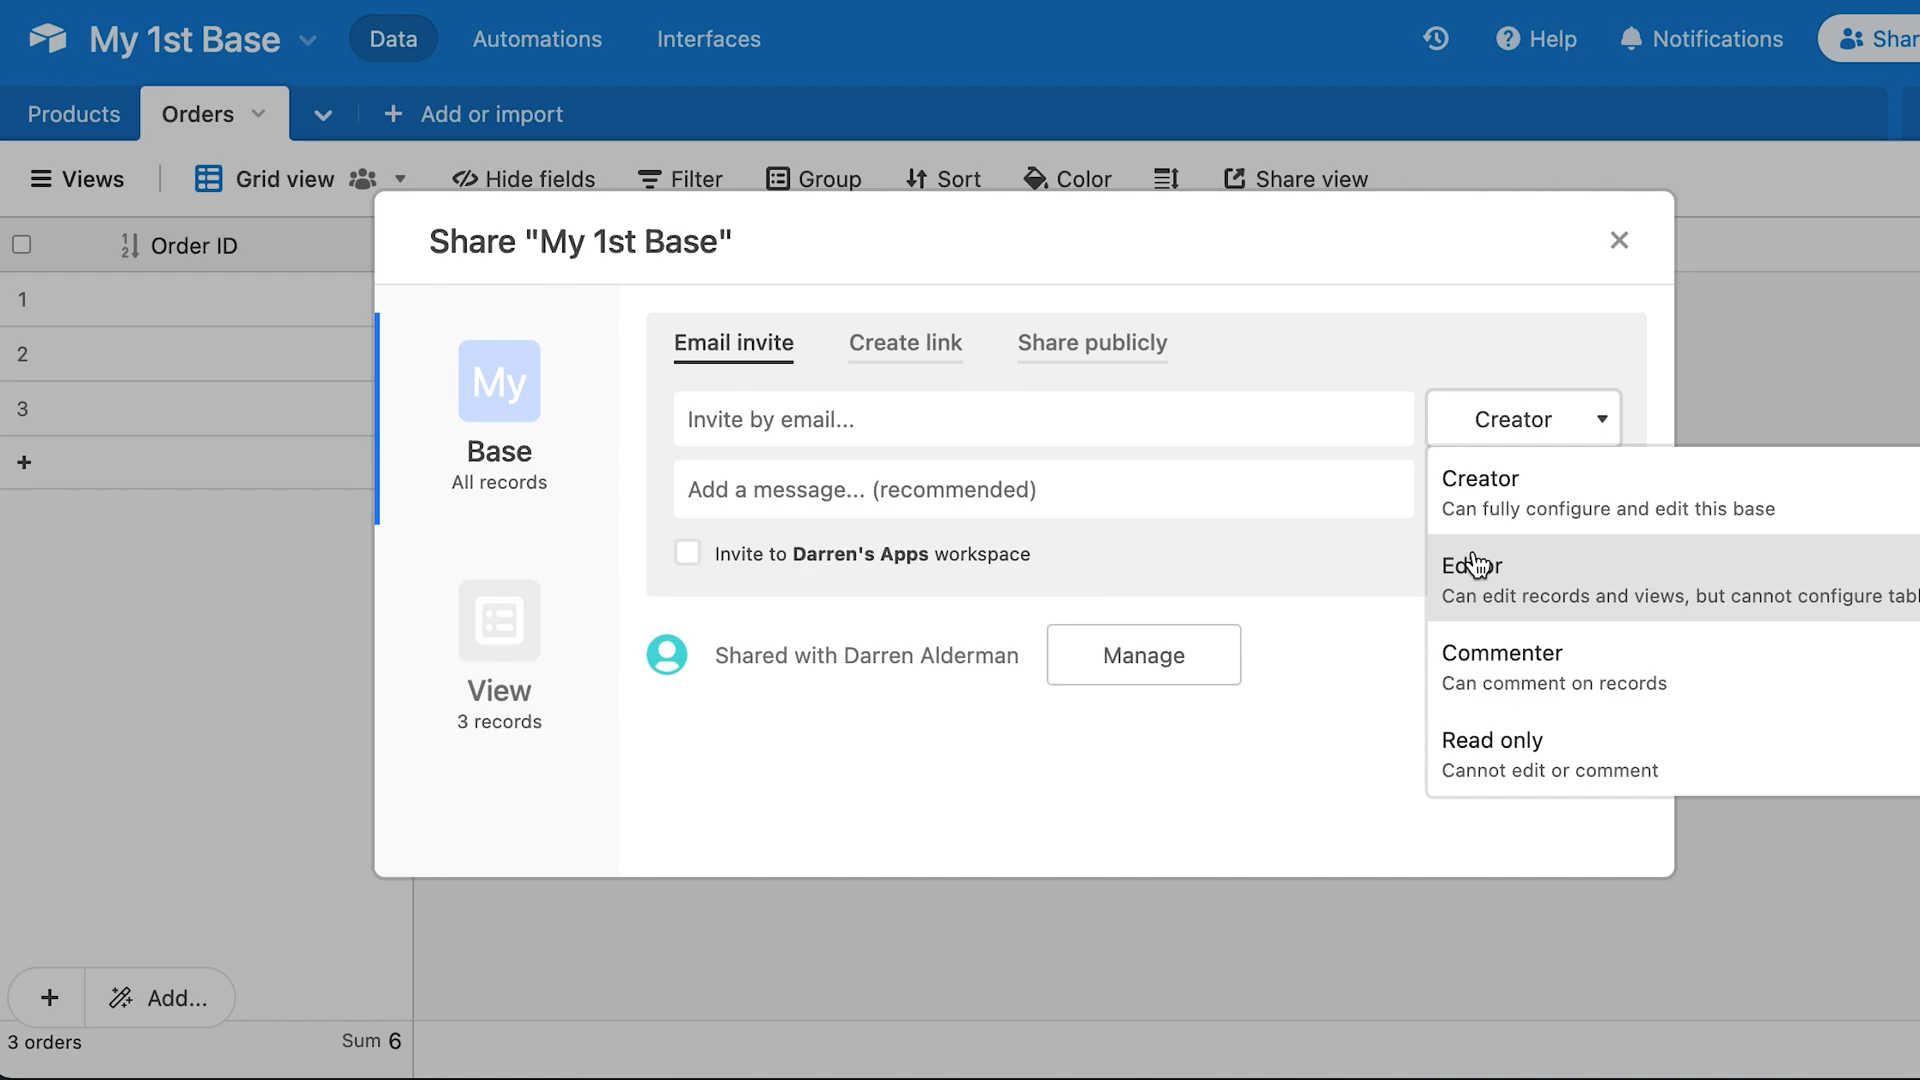 My 1st Base Data Automations Interfaces Help Notifications Shar
Products Orders Add or import
Views Grid view Hide fields Filter Group Sort Color Share view
Share "My 1st Base"
Order ID
1
2
3
My
Base
All records
View
3 records
Email invite Create link Share publicly
Invite by email... Creator
Add a message... (recommended)
Invite to Darren's Apps workspace
Shared with Darren Alderman Manage
Creator
Can fully configure and edit this base
Editor
Can edit records and views, but cannot configure tabl
Commenter
Can comment on records
Read only
Cannot edit or comment
+ Add...
3 orders Sum 6